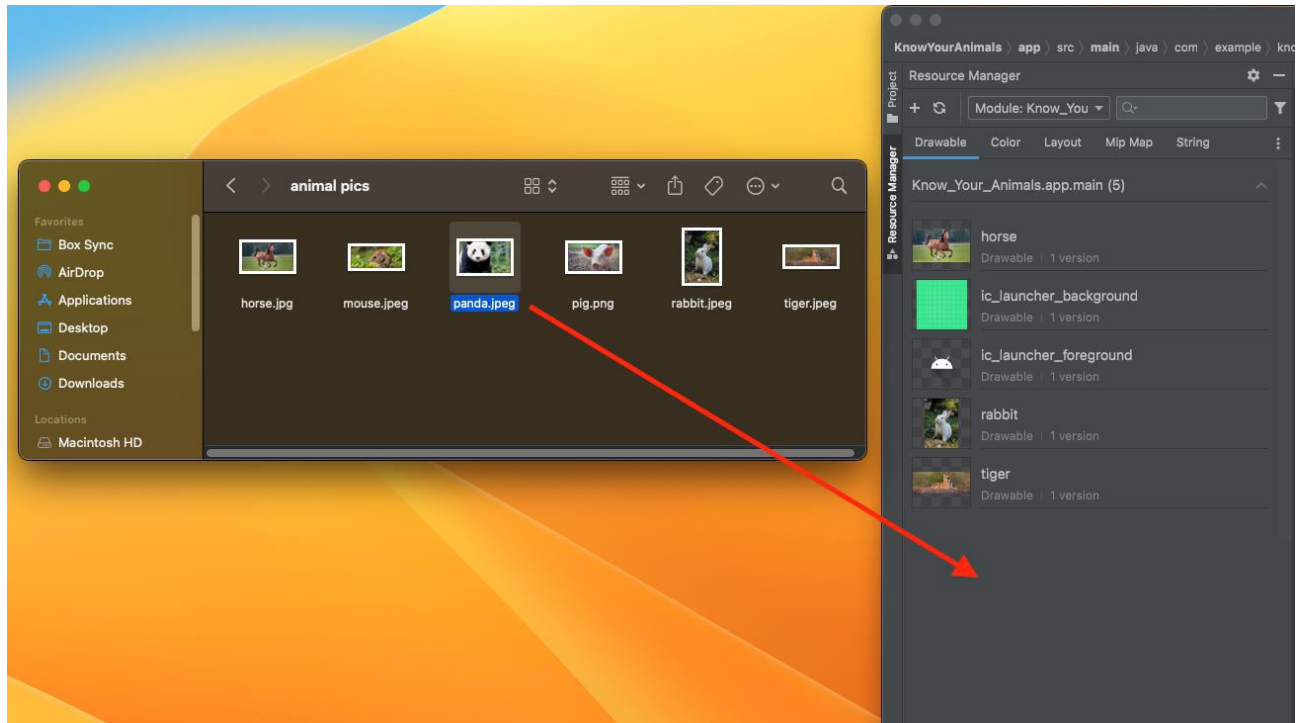 animal pics
Favorites
Box Sync
AirDrop
Applications
Desktop
Documents
Downloads
Locations
Macintosh HD
horse.jpg
mouse.jpeg
panda.jpeg
pig.png
rabbit.jpeg
tiger.jpeg
KnowYourAnimals 〉 app 〉 src 〉 main 〉 java 〉 com 〉 example 〉
Project
Resource Manager
Resource Manager
Module: Know_You
Drawable Color Layout Mip Map String
Know_Your_Animals.app.main (5)
horse
Drawable | 1 version
ic_launcher_background
Drawable | 1 version
ic_launcher_foreground
Drawable | 1 version
rabbit
Drawable | 1 version
tiger
Drawable | 1 version